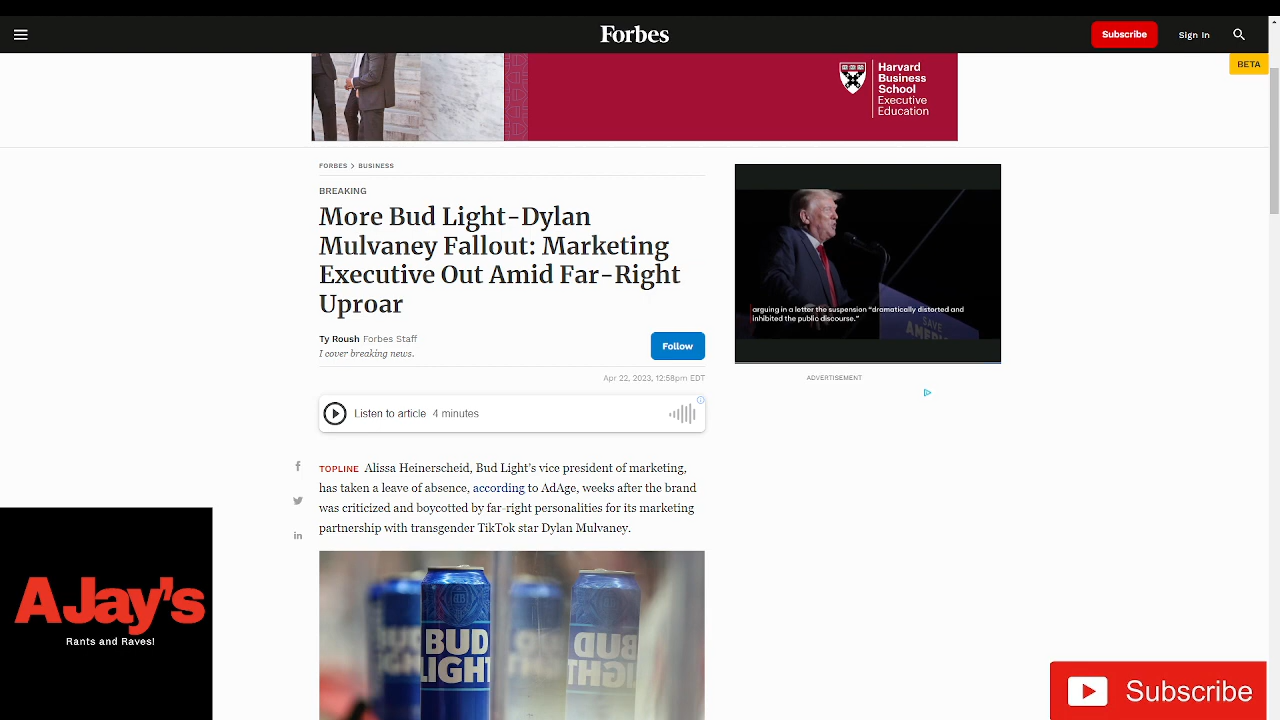 Forbes
Subscribe
Sign In
BETA
Harvard
Business
School
Executive
Education
FORBES > BUSINESS
BREAKING
More Bud Light-Dylan
Mulvaney Fallout: Marketing
Executive Out Amid Far-Right
Uproar
Ty Roush Forbes Staff
I cover breaking news.
Follow
Apr 22, 2023, 12:58pm EDT
Listen to article 4 minutes
TOPLINE Alissa Heinerscheid, Bud Light's vice president of marketing,
has taken a leave of absence, according to AdAge, weeks after the brand
was criticized and boycotted by far-right personalities for its marketing
partnership with transgender TikTok star Dylan Mulvaney.
BUD
LIGHT
BUD
LIGHT
arguing in a letter the suspension "dramatically distorted and
inhibited the public discourse."
SAVE
AMERICA
ADVERTISEMENT
AJay's
Rants and Raves!
Subscribe